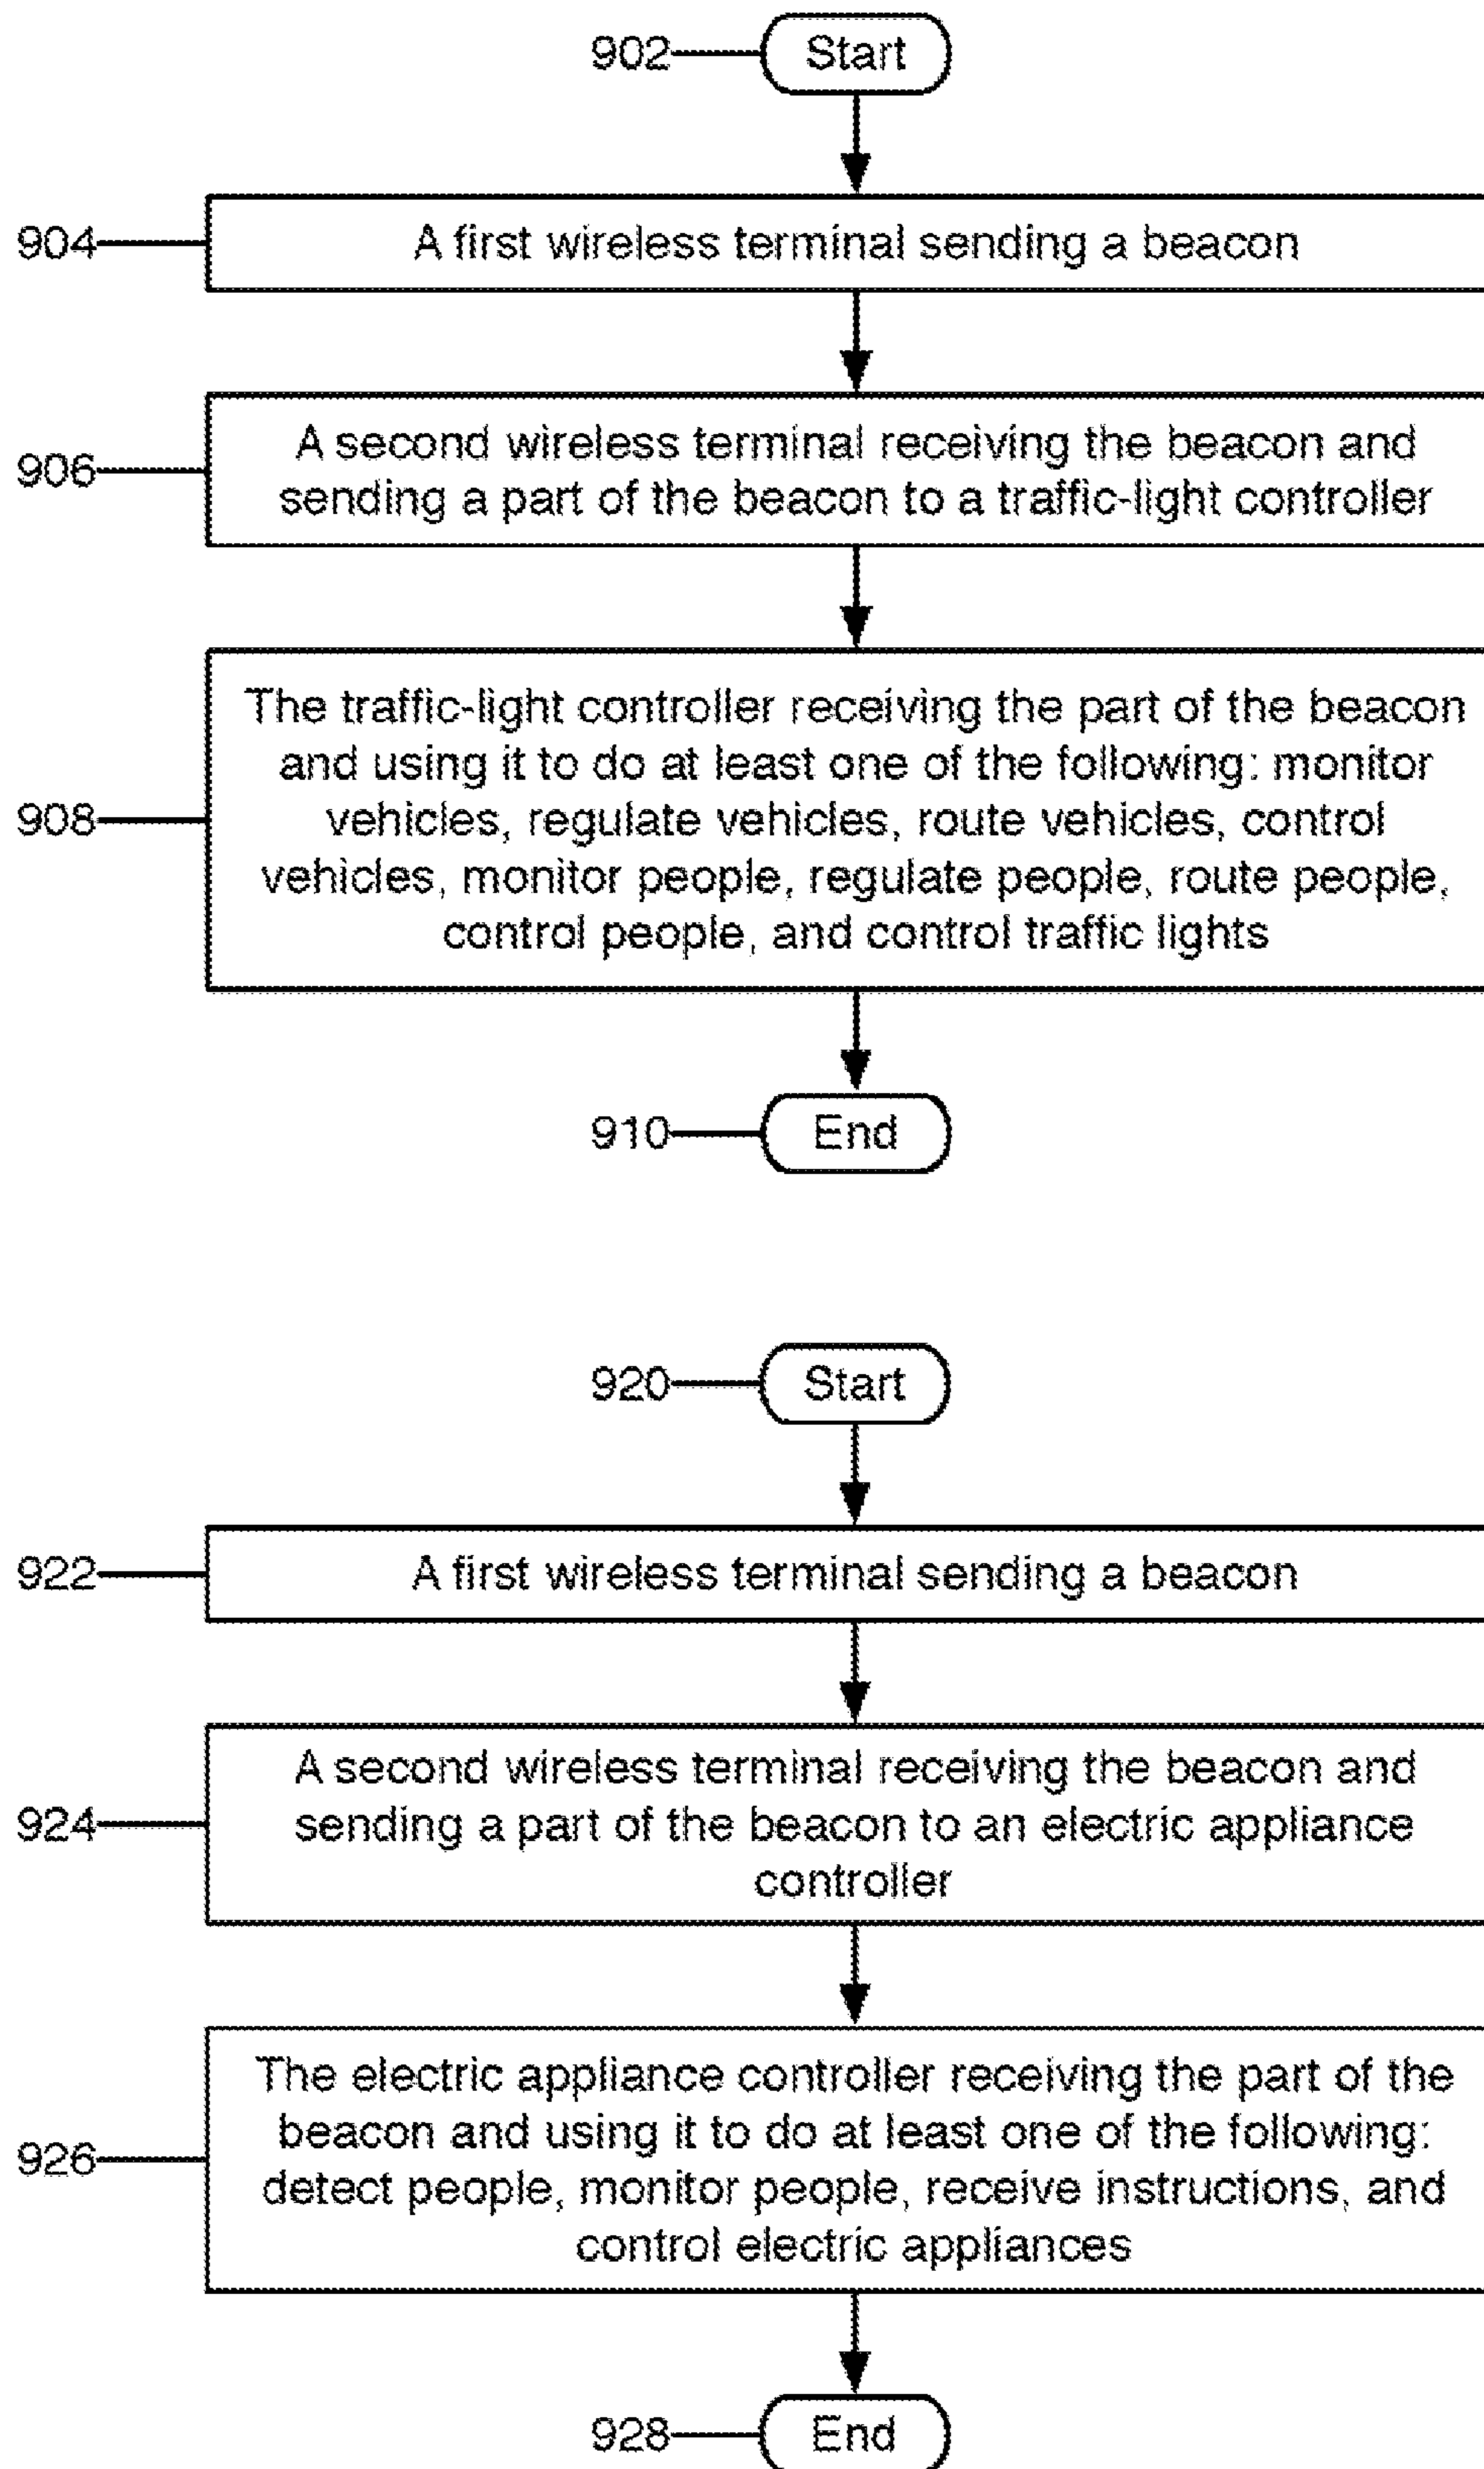 902 Start
904 A first wireless terminal sending a beacon
A second wireless terminal receiving the beacon and
906
sending a part of the beacon to a traffic-light controller
The traffic-light controller receiving the part of the beacon
and using it to do at least one of the following: monitor
908 vehicles, regulate vehicles, route vehicles, control
vehicles, monitor people, regulate people, route people,
control people, and control traffic lights
910 End
920 Start
922 A first wireless terminal sending a beacon
A second wireless terminal receiving the beacon and
924 sending a part of the beacon to an electric appliance
controller
The electric appliance controller receiving the part of the
beacon and using it to do at least one of the following:
926
detect people, monitor people, receive instructions, and
control electric appliances
928 End